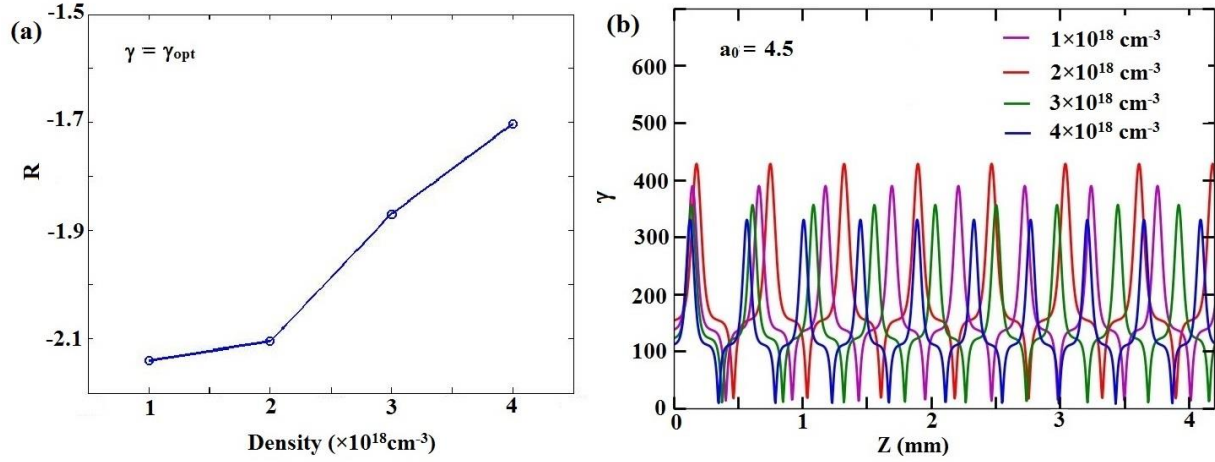 (a)
γ = γopt
R
-1.5
-1.7
-1.9
-2.1
1 2 3 4
Density (×10¹⁸cm⁻³)
(b)
a₀ = 4.5
1×10¹⁸ cm⁻³
2×10¹⁸ cm⁻³
3×10¹⁸ cm⁻³
4×10¹⁸ cm⁻³
γ
600
500
400
300
200
100
0
0 1 2 3 4
Z (mm)